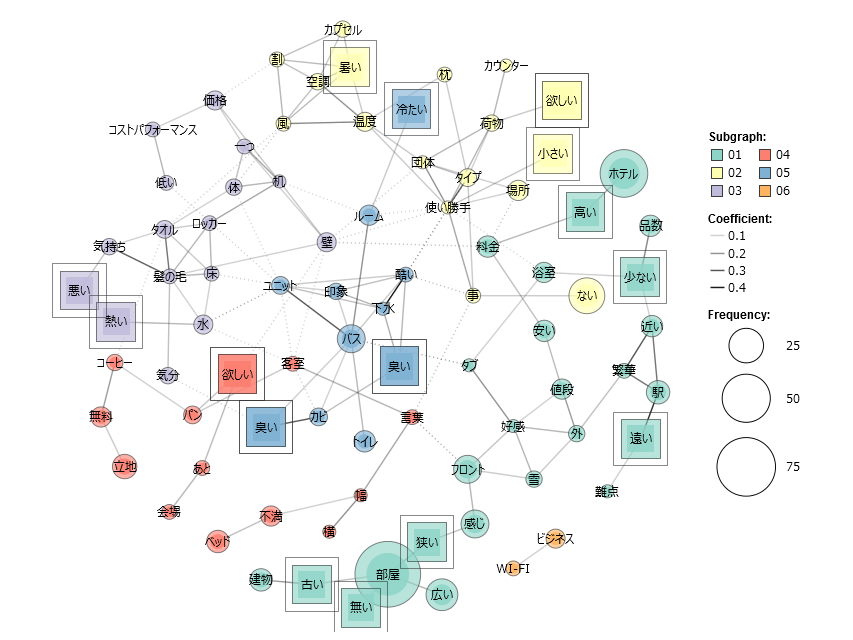 カプセル
割
暑い
空調
枕
カウンター
価格
冷たい
欲しい
コストパフォーマンス
風
温度
荷物
一つ
小さい
団体
低い
体
机
タイプ
場所
ホテル
使い勝手
高い
ルーム
タオル
ロッカー
品数
気持ち
壁
料金
髪の毛
床
酷い
浴室
少ない
悪い
ユニット
印象
事
ない
下水
熱い
水
近い
バス
安い
コーヒー
気分
欲しい
客室
臭い
タブ
繁華
値段
駅
無料
パン
臭い
カビ
言葉
好感
外
遠い
トイレ
立地
あと
フロント
雲
難点
幅
会場
不満
横
感じ
ベッド
狭い
ビジネス
WI-FI
建物
古い
部屋
広い
無い
Subgraph:
01
04
02
05
03
06
Coefficient:
0.1
0.2
0.3
0.4
Frequency:
25
50
75